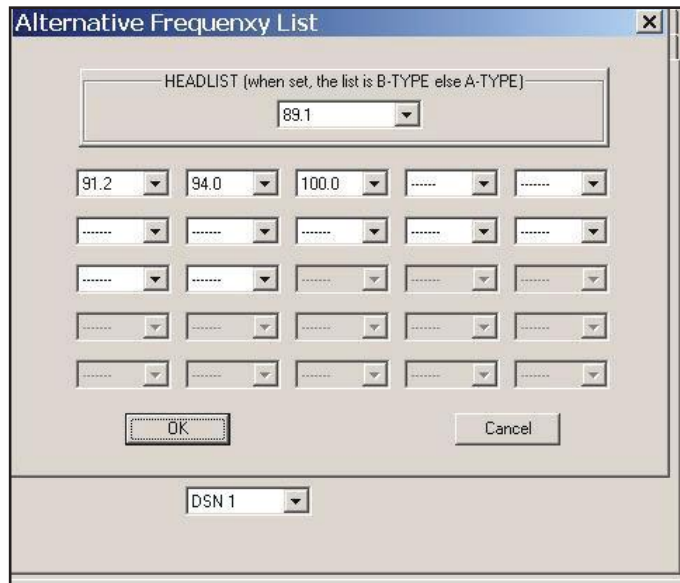 Alternative Frequenxy List
HEADLIST (when set, the list is B-TYPE else A-TYPE)
89.1
91.2 94.0 100.0 ------ -------
------- ------- ------- ------- -------
------- ------- ------- ------- -------
------- ------- ------- ------- -------
------- ------- ------- ------- -------
OK Cancel
DSN 1